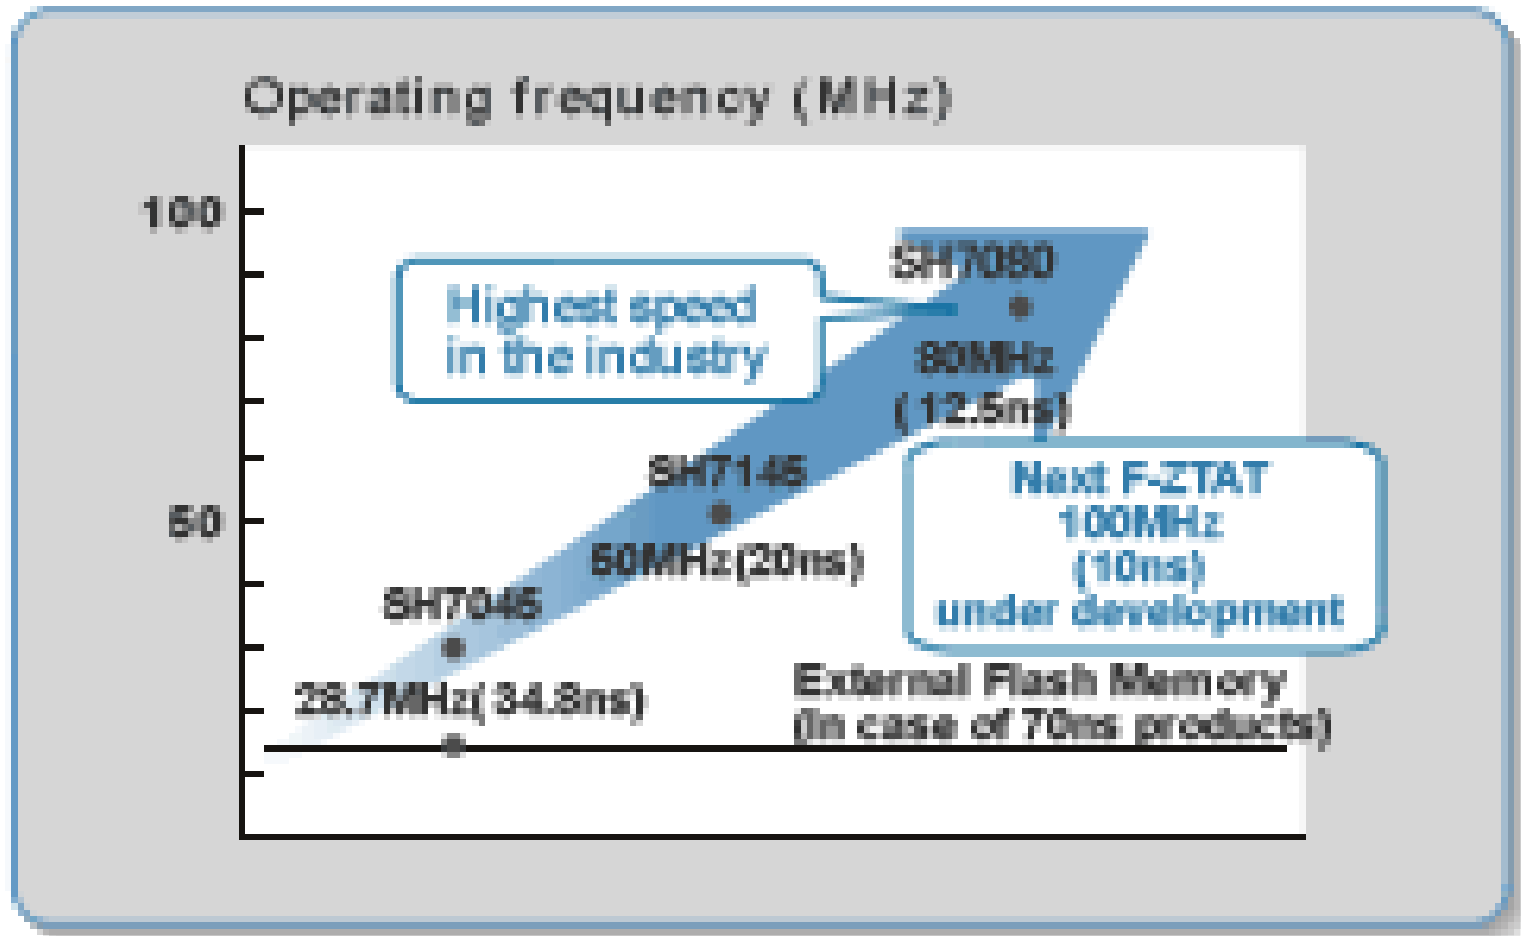 Operating frequency (MHz)
100
SH7080
Highest speed
in the industry
80MHz
(12.5ns)
SH7145
Next F-ZTAT
100MHz
50
(10ns)
50MHz(20ns)
under development
SH7045
External Flash Memory
28.7MHz(34.8ns)
(in case of 70ns products)